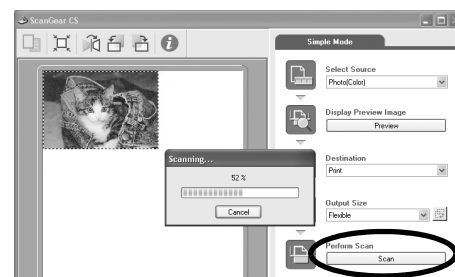 ScanGear CS
Simple Mode
Select Source
Photo(Color)
Display Preview Image
Preview
Scanning...
52 %
Cancel
Destination
Print
Output Size
Flexible
Perform Scan
Scan